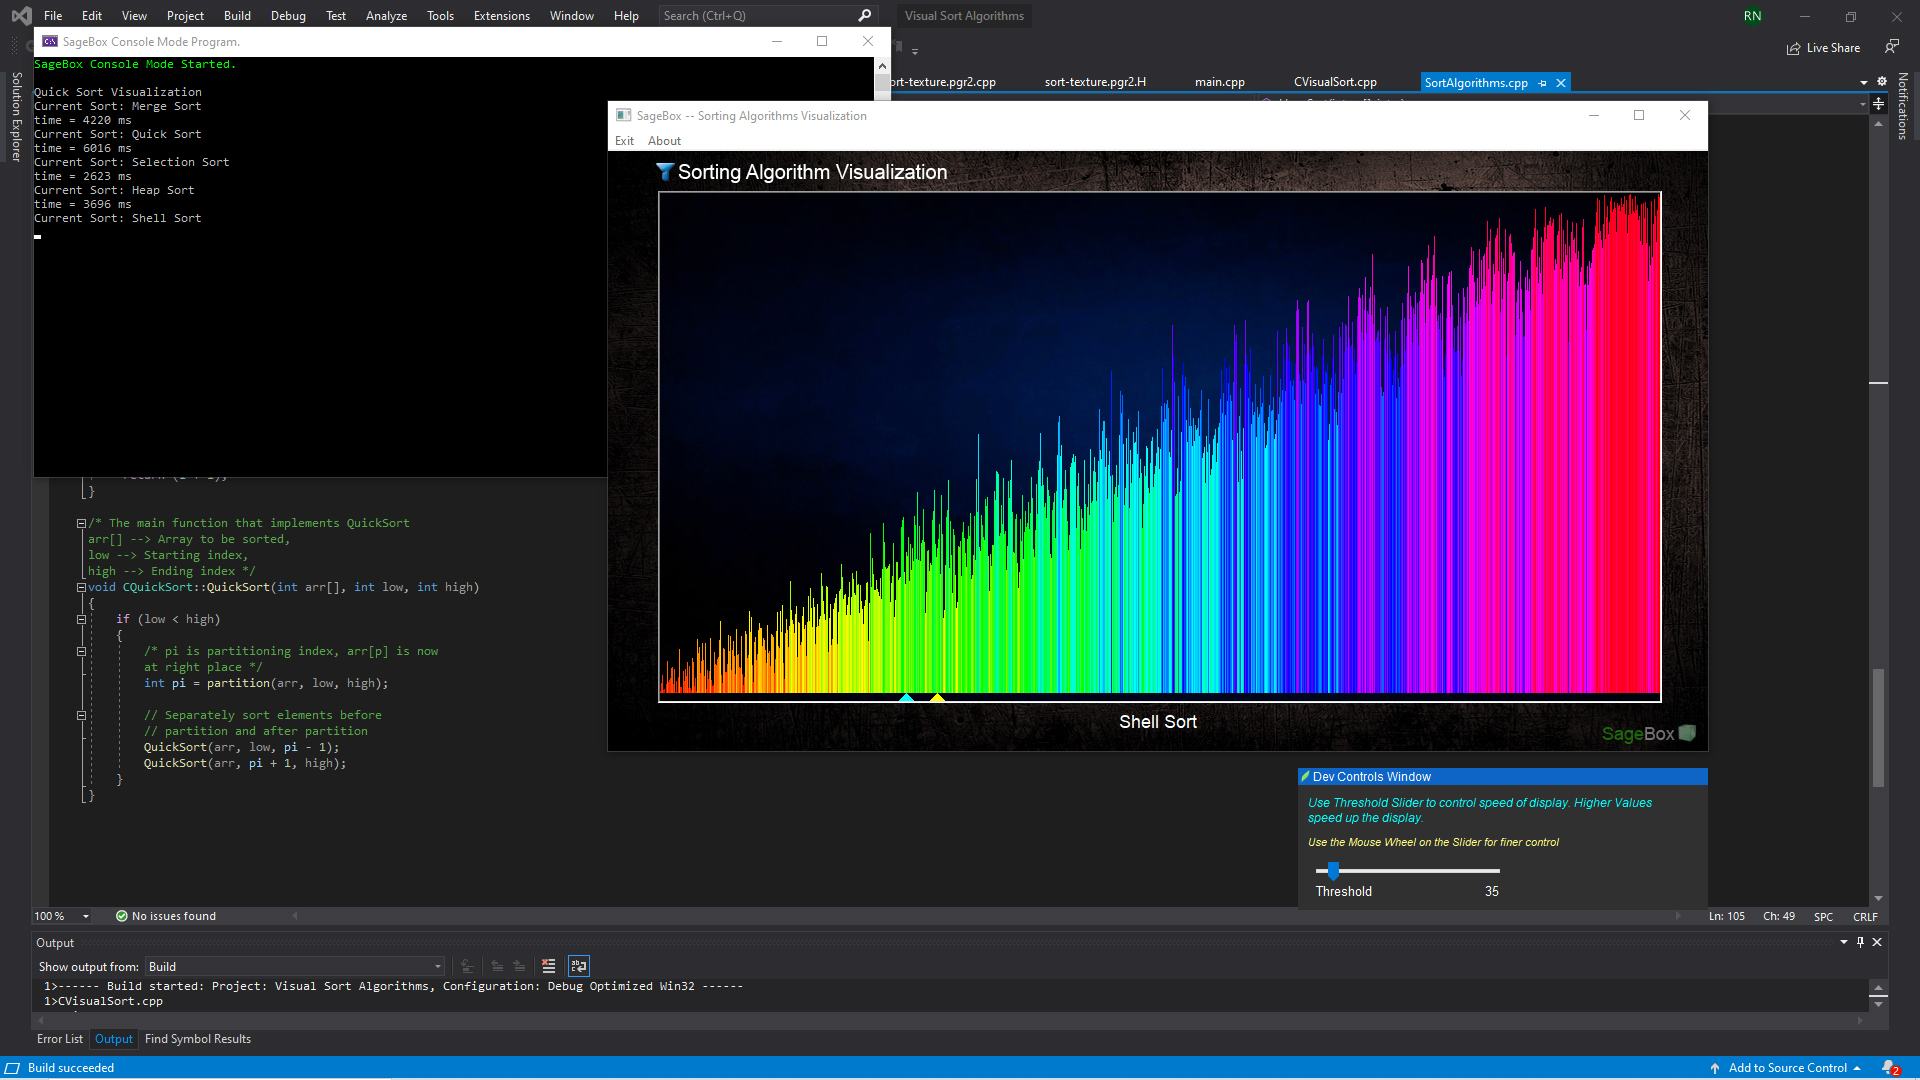 File Edit View Project Build Debug Test Analyze Tools Extensions Window Help Search (Ctrl+Q) Visual Sort Algorithms RN
Live Share
SageBox Console Mode Program.
SageBox Console Mode Started.
Quick Sort Visualization
Current Sort: Merge Sort
time = 4220 ms
Current Sort: Quick Sort
time = 6016 ms
Current Sort: Selection Sort
time = 2623 ms
Current Sort: Heap Sort
time = 3696 ms
Current Sort: Shell Sort
Solution Explorer
ort-texture.pgr2.cpp sort-texture.pgr2.H main.cpp CVisualSort.cpp SortAlgorithms.cpp
Notifications
SageBox -- Sorting Algorithms Visualization
Exit About
Sorting Algorithm Visualization
Shell Sort
SageBox
}
/* The main function that implements QuickSort
arr[] --> Array to be sorted,
low --> Starting index,
high --> Ending index */
void CQuickSort::QuickSort(int arr[], int low, int high)
{
if (low < high)
{
/* pi is partitioning index, arr[p] is now
at right place */
int pi = partition(arr, low, high);
// Separately sort elements before
// partition and after partition
QuickSort(arr, low, pi - 1);
QuickSort(arr, pi + 1, high);
}
}
Dev Controls Window
Use Threshold Slider to control speed of display. Higher Values
speed up the display.
Use the Mouse Wheel on the Slider for finer control
Threshold 35
100 % No issues found Ln: 105 Ch: 49 SPC CRLF
Output
Show output from: Build
1>------ Build started: Project: Visual Sort Algorithms, Configuration: Debug Optimized Win32 ------
1>CVisualSort.cpp
Error List Output Find Symbol Results
Build succeeded Add to Source Control 2